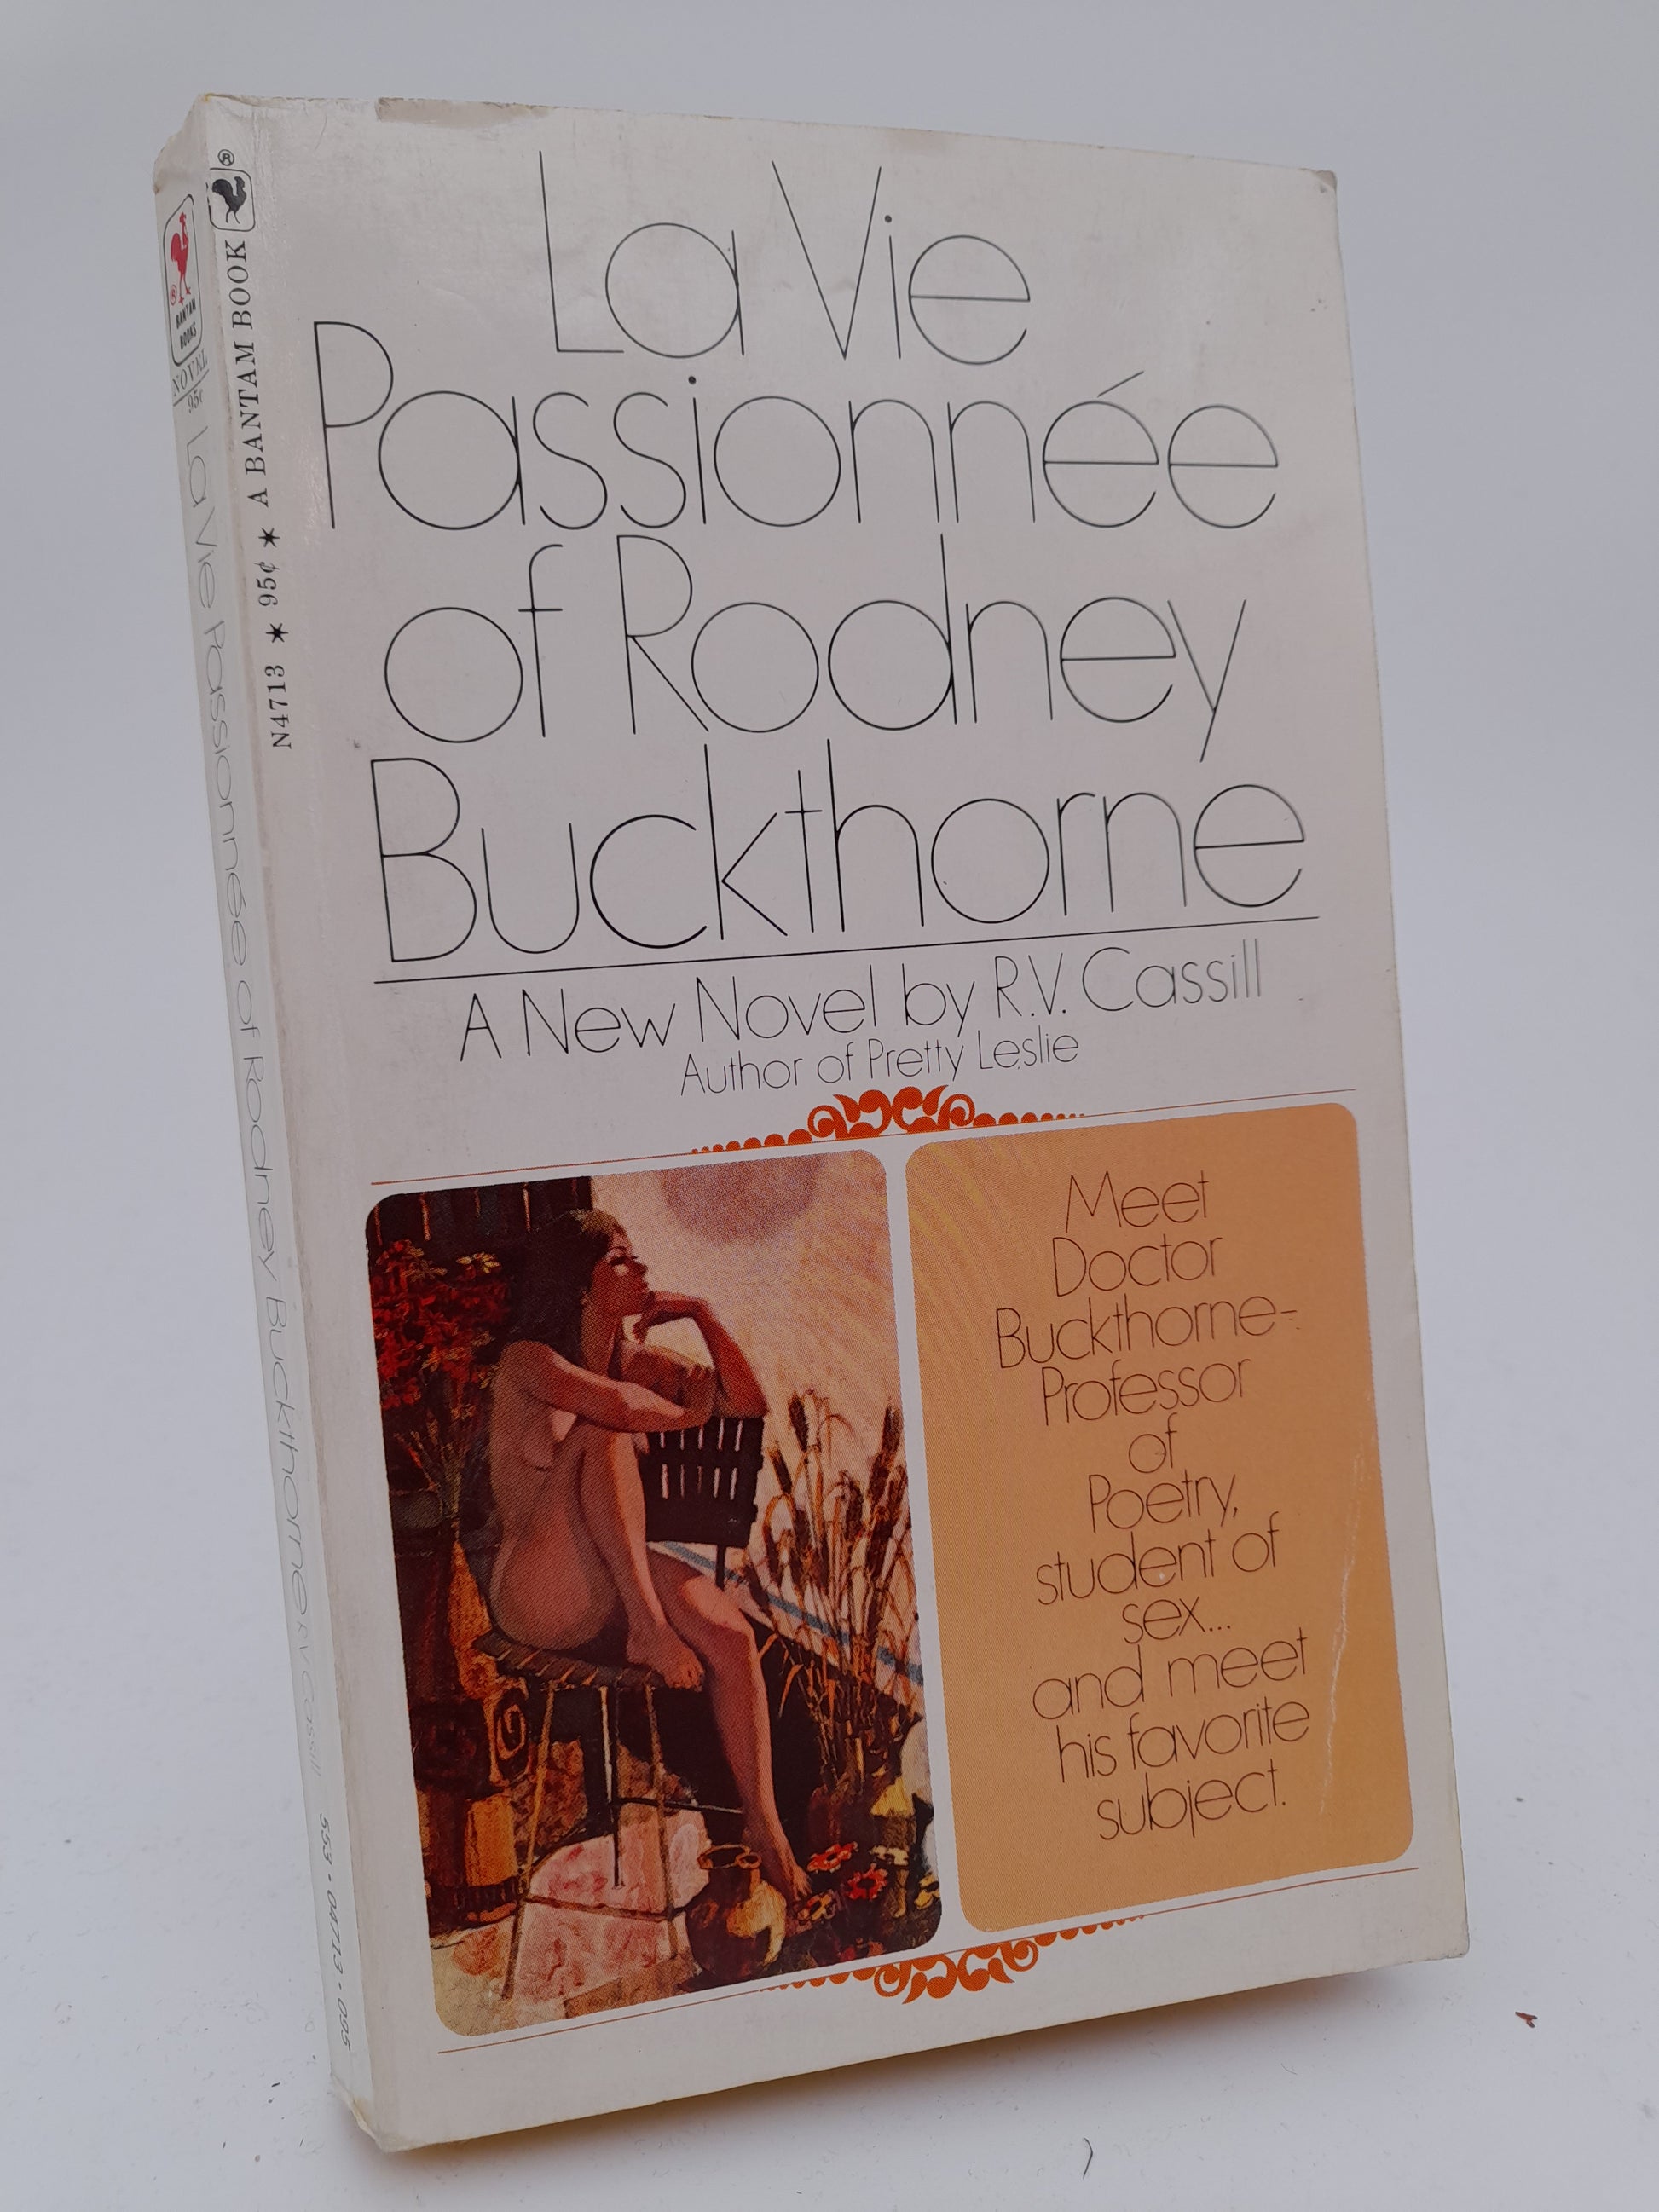 La Vie
Passionnée
of Rodney
Buckthorne
A New Novel by R.V. Cassill
Author of Pretty Leslie
Meet
Doctor
Buckthorne-
Professor
of
Poetry,
student of
sex...
and meet
his favorite
subject.
N4713 * 95¢ * A BANTAM BOOK
®
®
BANTAM
BOOKS
NOVEL
95¢
La Vie Passionnée of Rodney Buckthorne R.V. Cassill
553•04713•095